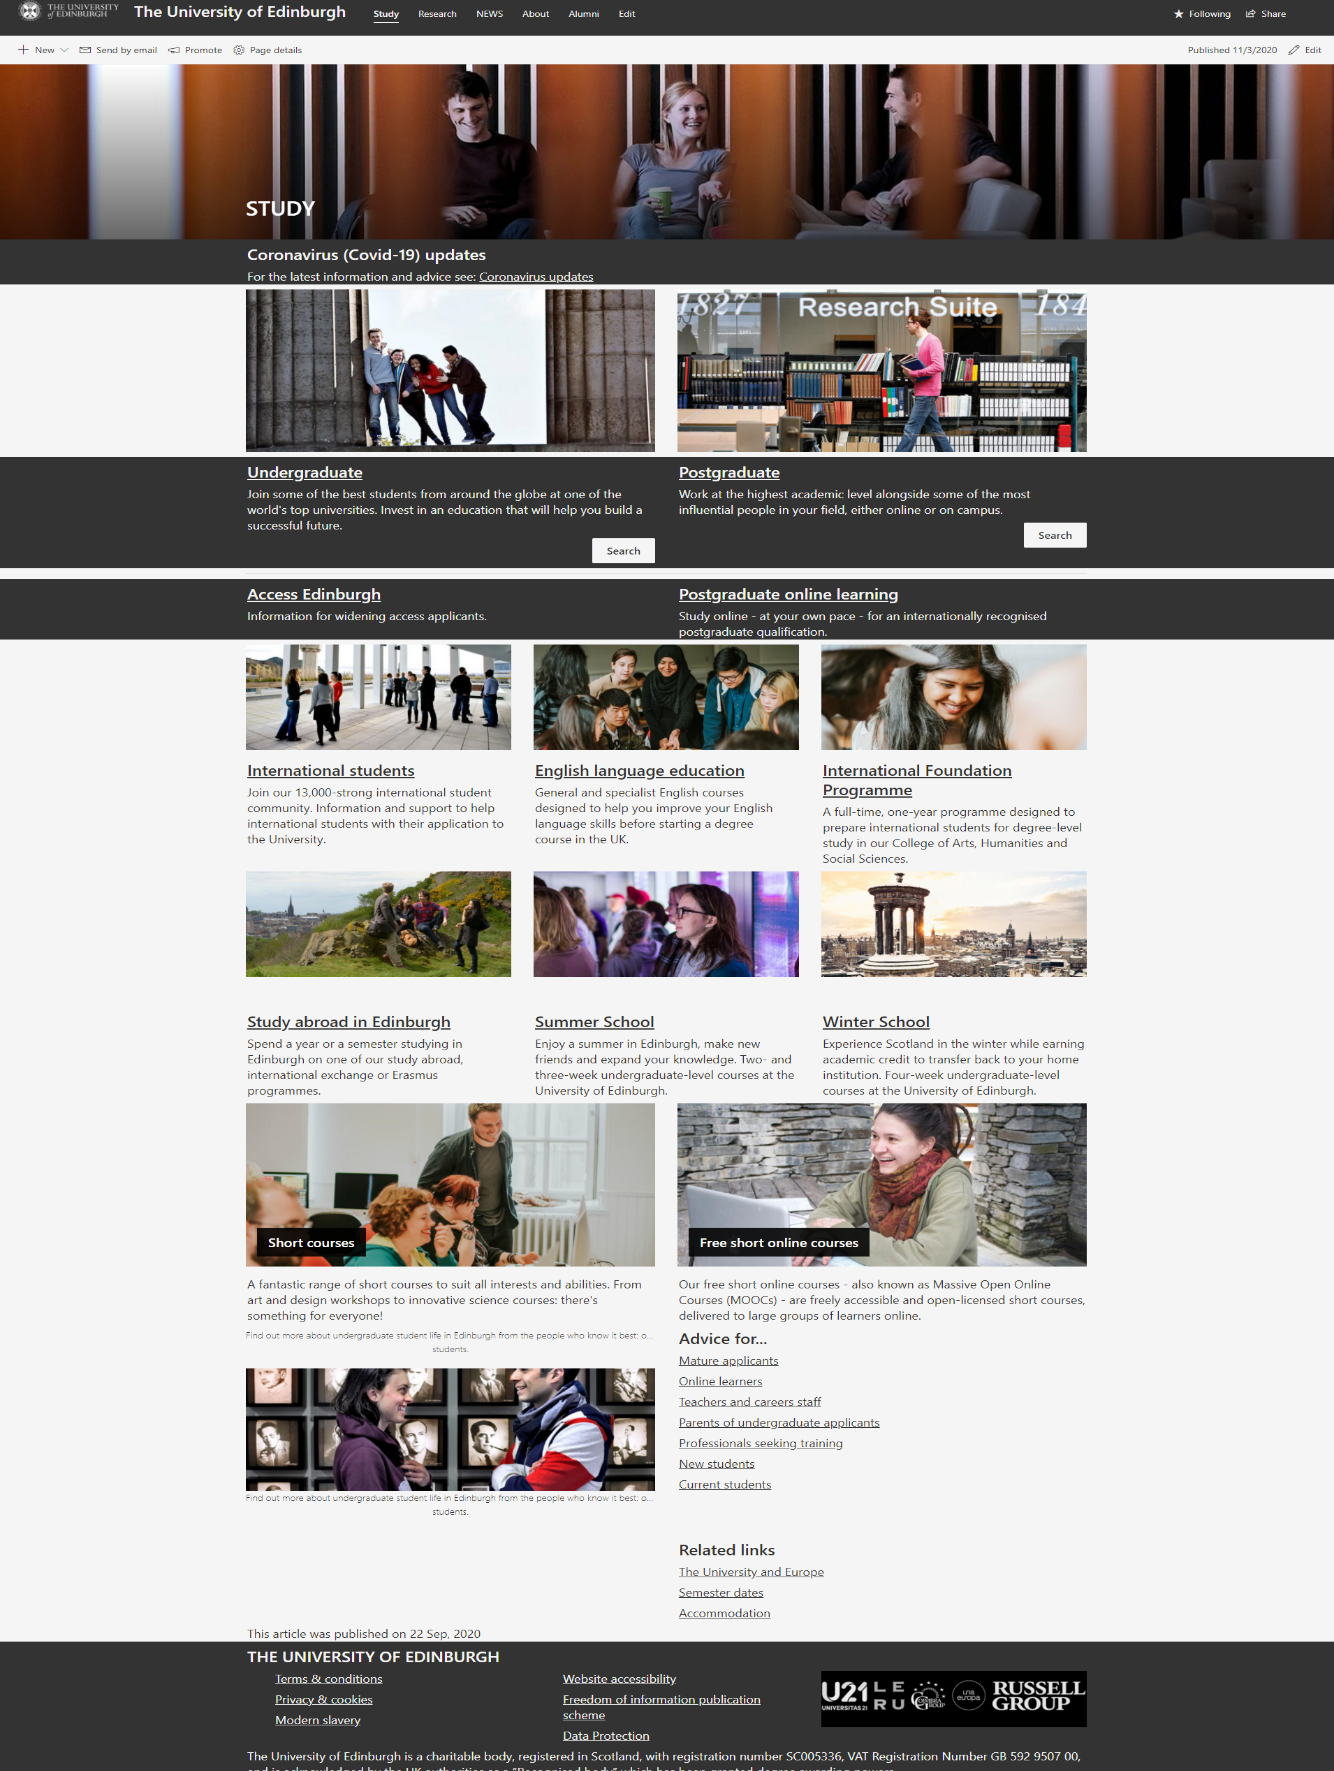 THE UNIVERSITY
of EDINBURGH
The University of Edinburgh
Study Research NEWS About Alumni Edit
Following Share
New Send by email Promote Page details
Published 11/3/2020 Edit
STUDY
Coronavirus (Covid-19) updates
For the latest information and advice see: Coronavirus updates
1827 Research Suite 184
Undergraduate
Join some of the best students from around the globe at one of the
world's top universities. Invest in an education that will help you build a
successful future.
Search
Postgraduate
Work at the highest academic level alongside some of the most
influential people in your field, either online or on campus.
Search
Access Edinburgh
Information for widening access applicants.
Postgraduate online learning
Study online - at your own pace - for an internationally recognised
postgraduate qualification.
International students
Join our 13,000-strong international student
community. Information and support to help
international students with their application to
the University.
English language education
General and specialist English courses
designed to help you improve your English
language skills before starting a degree
course in the UK.
International Foundation
Programme
A full-time, one-year programme designed to
prepare international students for degree-level
study in our College of Arts, Humanities and
Social Sciences.
Study abroad in Edinburgh
Spend a year or a semester studying in
Edinburgh on one of our study abroad,
international exchange or Erasmus
programmes.
Summer School
Enjoy a summer in Edinburgh, make new
friends and expand your knowledge. Two- and
three-week undergraduate-level courses at the
University of Edinburgh.
Winter School
Experience Scotland in the winter while earning
academic credit to transfer back to your home
institution. Four-week undergraduate-level
courses at the University of Edinburgh.
Short courses
A fantastic range of short courses to suit all interests and abilities. From
art and design workshops to innovative science courses: there's
something for everyone!
Find out more about undergraduate student life in Edinburgh from the people who know it best: o...
students.
Find out more about undergraduate student life in Edinburgh from the people who know it best: o...
students.
Free short online courses
Our free short online courses - also known as Massive Open Online
Courses (MOOCs) - are freely accessible and open-licensed short courses,
delivered to large groups of learners online.
Advice for...
Mature applicants
Online learners
Teachers and careers staff
Parents of undergraduate applicants
Professionals seeking training
New students
Current students
Related links
The University and Europe
Semester dates
Accommodation
This article was published on 22 Sep, 2020
THE UNIVERSITY OF EDINBURGH
Terms & conditions
Privacy & cookies
Modern slavery
Website accessibility
Freedom of information publication
scheme
Data Protection
U21
UNIVERSITAS 21
LE
RU
COIMBRA
GROUP
una
europa
RUSSELL
GROUP
The University of Edinburgh is a charitable body, registered in Scotland, with registration number SC005336, VAT Registration Number GB 592 9507 00,
and is acknowledged by the UK authorities as a "Recognised body" which has been granted degree awarding powers.